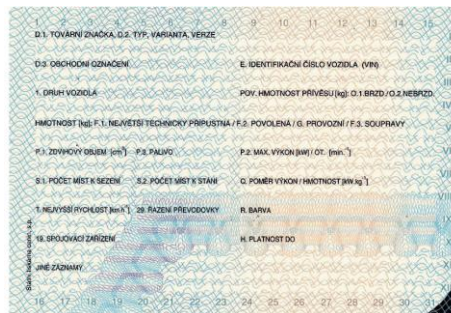 1 2 3 4 5 6 7 8 9 10 11 12 13 14 15
D.1. TOVÁRNÍ ZNAČKA, D.2. TYP, VARIANTA, VERZE
D.3. OBCHODNÍ OZNAČENÍ E. IDENTIFIKAČNÍ ČÍSLO VOZIDLA (VIN)
1. DRUH VOZIDLA POV. HMOTNOST PŘÍVĚSU [kg]: O.1 BRZD./O.2 NEBRZD.
HMOTNOST [kg]: F.1. NEJVĚTŠÍ TECHNICKY PŘÍPUSTNÁ / F.2. POVOLENÁ / G. PROVOZNÍ / F.3. SOUPRAVY
P.1. ZDVIHOVÝ OBJEM [cm³] P.3. PALIVO P.2. MAX. VÝKON [kW] / OT. [min.⁻¹]
S.1. POČET MÍST K SEZENÍ S.2. POČET MÍST K STÁNÍ Q. POMĚR VÝKON / HMOTNOST [kW.kg⁻¹]
T. NEJVYŠŠÍ RYCHLOST [km.h⁻¹] 29. ŘAZENÍ PŘEVODOVKY R. BARVA
19. SPOJOVACÍ ZAŘÍZENÍ H. PLATNOST DO
JINÉ ZÁZNAMY
16 17 18 19 20 21 22 23 24 25 26 27 28 29 30 31